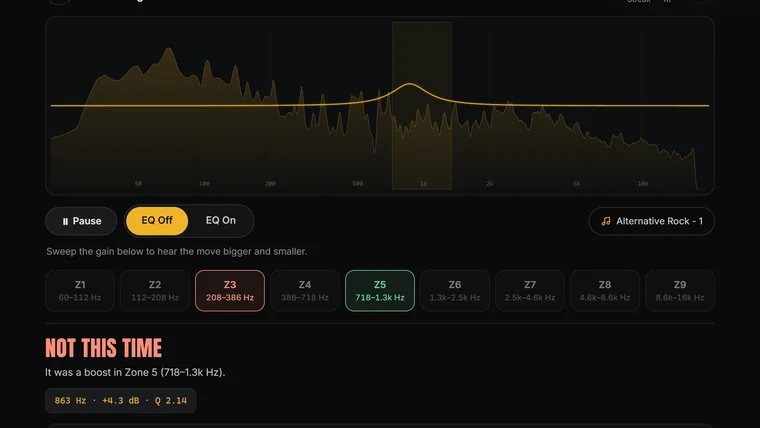 50 100 200 500 1k 2k 5k 10k
Pause EQ Off EQ On Alternative Rock - 1
Sweep the gain below to hear the move bigger and smaller.
Z1 Z2 Z3 Z4 Z5 Z6 Z7 Z8 Z9
60–112 Hz 112–208 Hz 208–386 Hz 386–718 Hz 718–1.3k Hz 1.3k–2.5k Hz 2.5k–4.6k Hz 4.6k–8.6k Hz 8.6k–16k Hz
NOT THIS TIME
It was a boost in Zone 5 (718–1.3k Hz).
863 Hz · +4.3 dB · Q 2.14